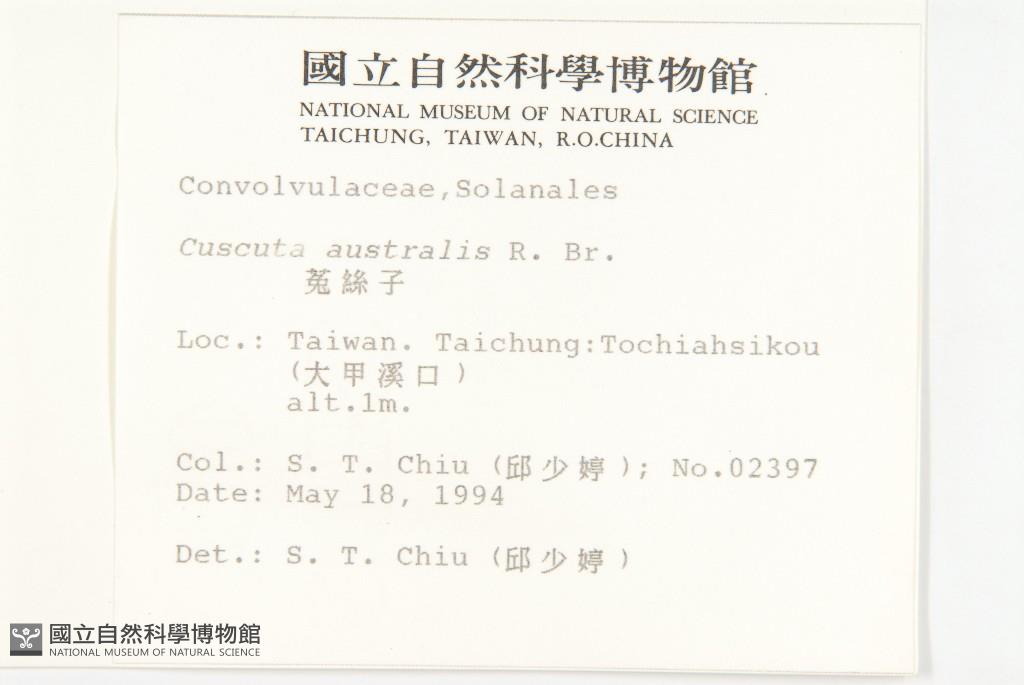 國立自然科學博物館
NATIONAL MUSEUM OF NATURAL SCIENCE
TAICHUNG, TAIWAN, R.O.CHINA
Convolvulaceae,Solanales
Cuscuta australis R. Br.
菟絲子
Loc.: Taiwan. Taichung:Tochiahsikou
(大甲溪口)
alt.1m.
Col.: S. T. Chiu (邱少婷); No.02397
Date: May 18, 1994
Det.: S. T. Chiu (邱少婷)
國立自然科學博物館
NATIONAL MUSEUM OF NATURAL SCIENCE